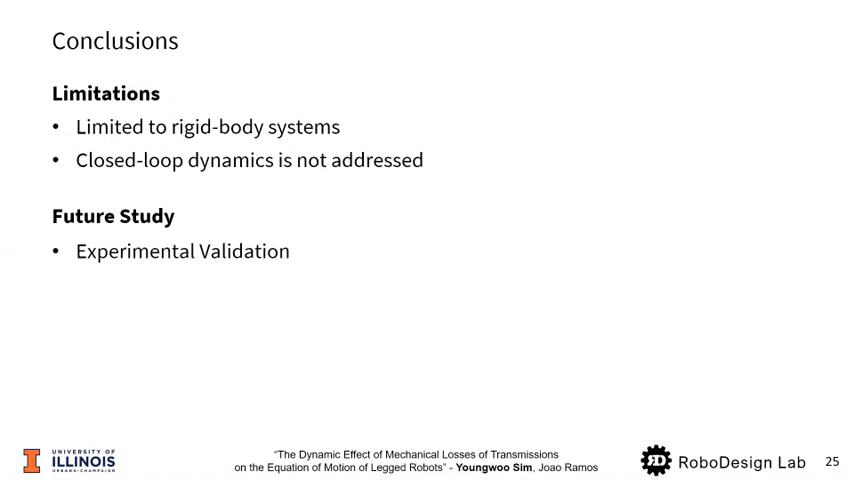 Conclusions
Limitations
• Limited to rigid-body systems
• Closed-loop dynamics is not addressed
Future Study
• Experimental Validation
UNIVERSITY OF
ILLINOIS
URBANA-CHAMPAIGN
“The Dynamic Effect of Mechanical Losses of Transmissions
on the Equation of Motion of Legged Robots” - Youngwoo Sim, Joao Ramos
RoboDesign Lab
25